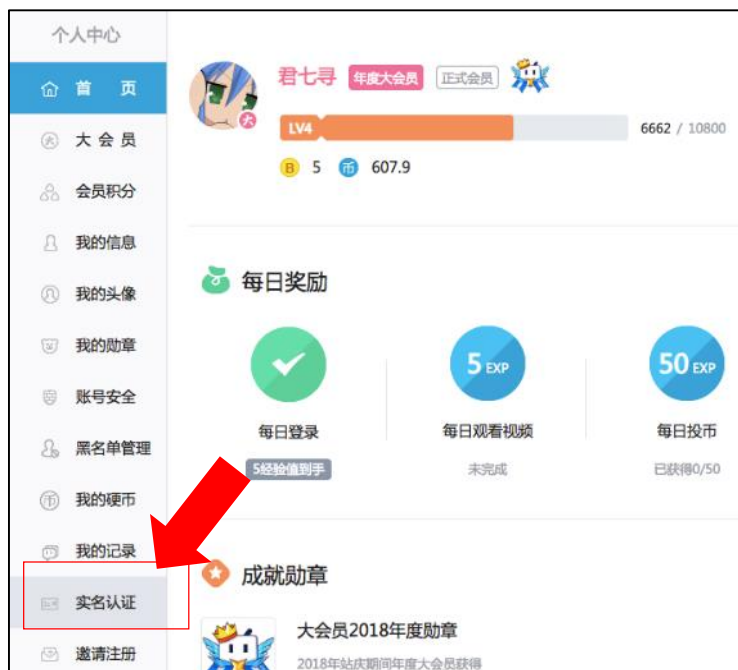 个人中心
首 页
大 会 员
会员积分
我的信息
我的头像
我的勋章
账号安全
黑名单管理
我的硬币
我的记录
实名认证
邀请注册
君七寻 年度大会员 正式会员
LV4 6662 / 10800
B 5 币 607.9
每日奖励
5 EXP 50 EXP
每日登录 每日观看视频 每日投币
5经验值到手 未完成 已获得0/50
成就勋章
大会员2018年度勋章
2018年站庆期间年度大会员获得